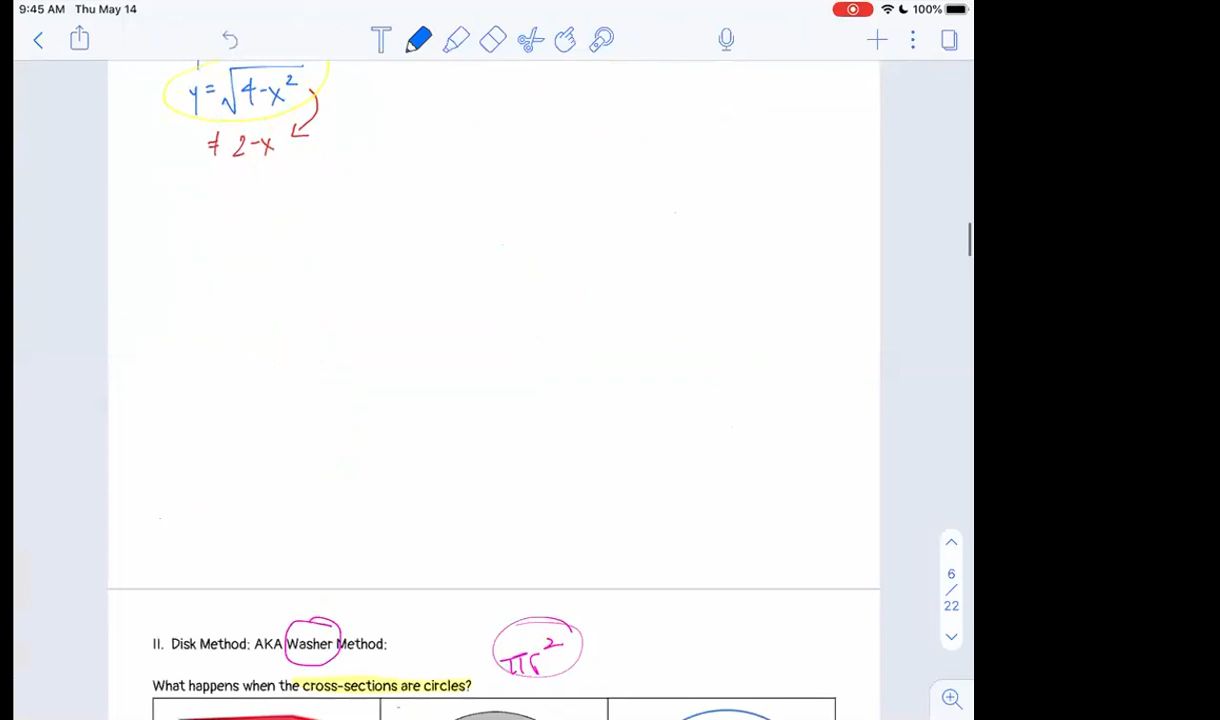 9:45 AM Thu May 14
100%
y = √4-x²
≠ 2-x
6
/
22
II. Disk Method: AKA Washer Method:
πr²
What happens when the cross-sections are circles?